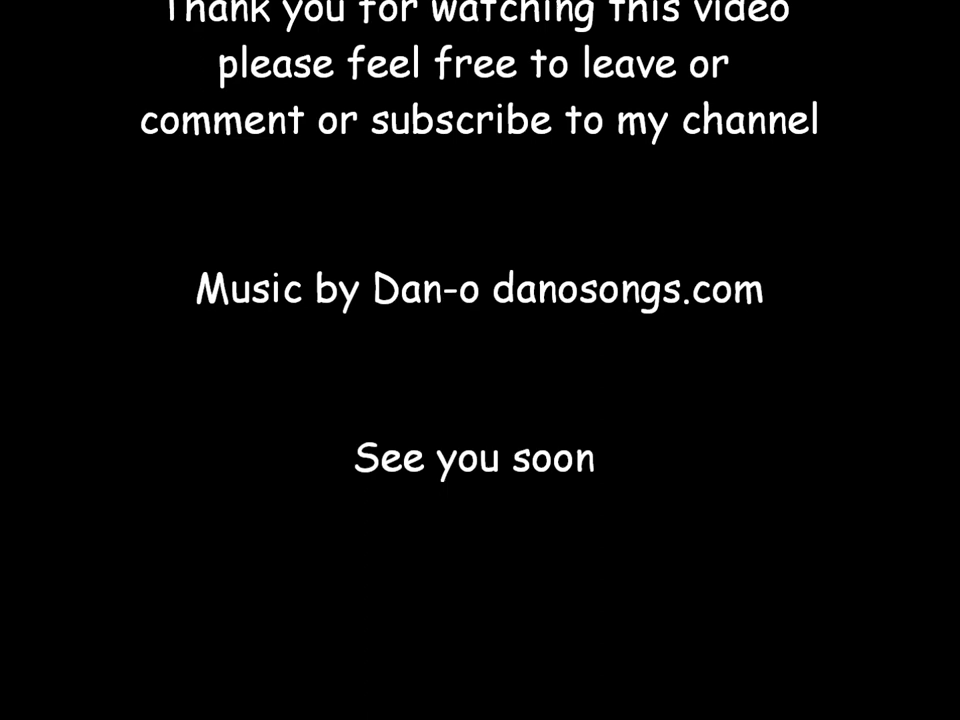 Thank you for watching this video
please feel free to leave or
comment or subscribe to my channel
Music by Dan-o danosongs.com
See you soon